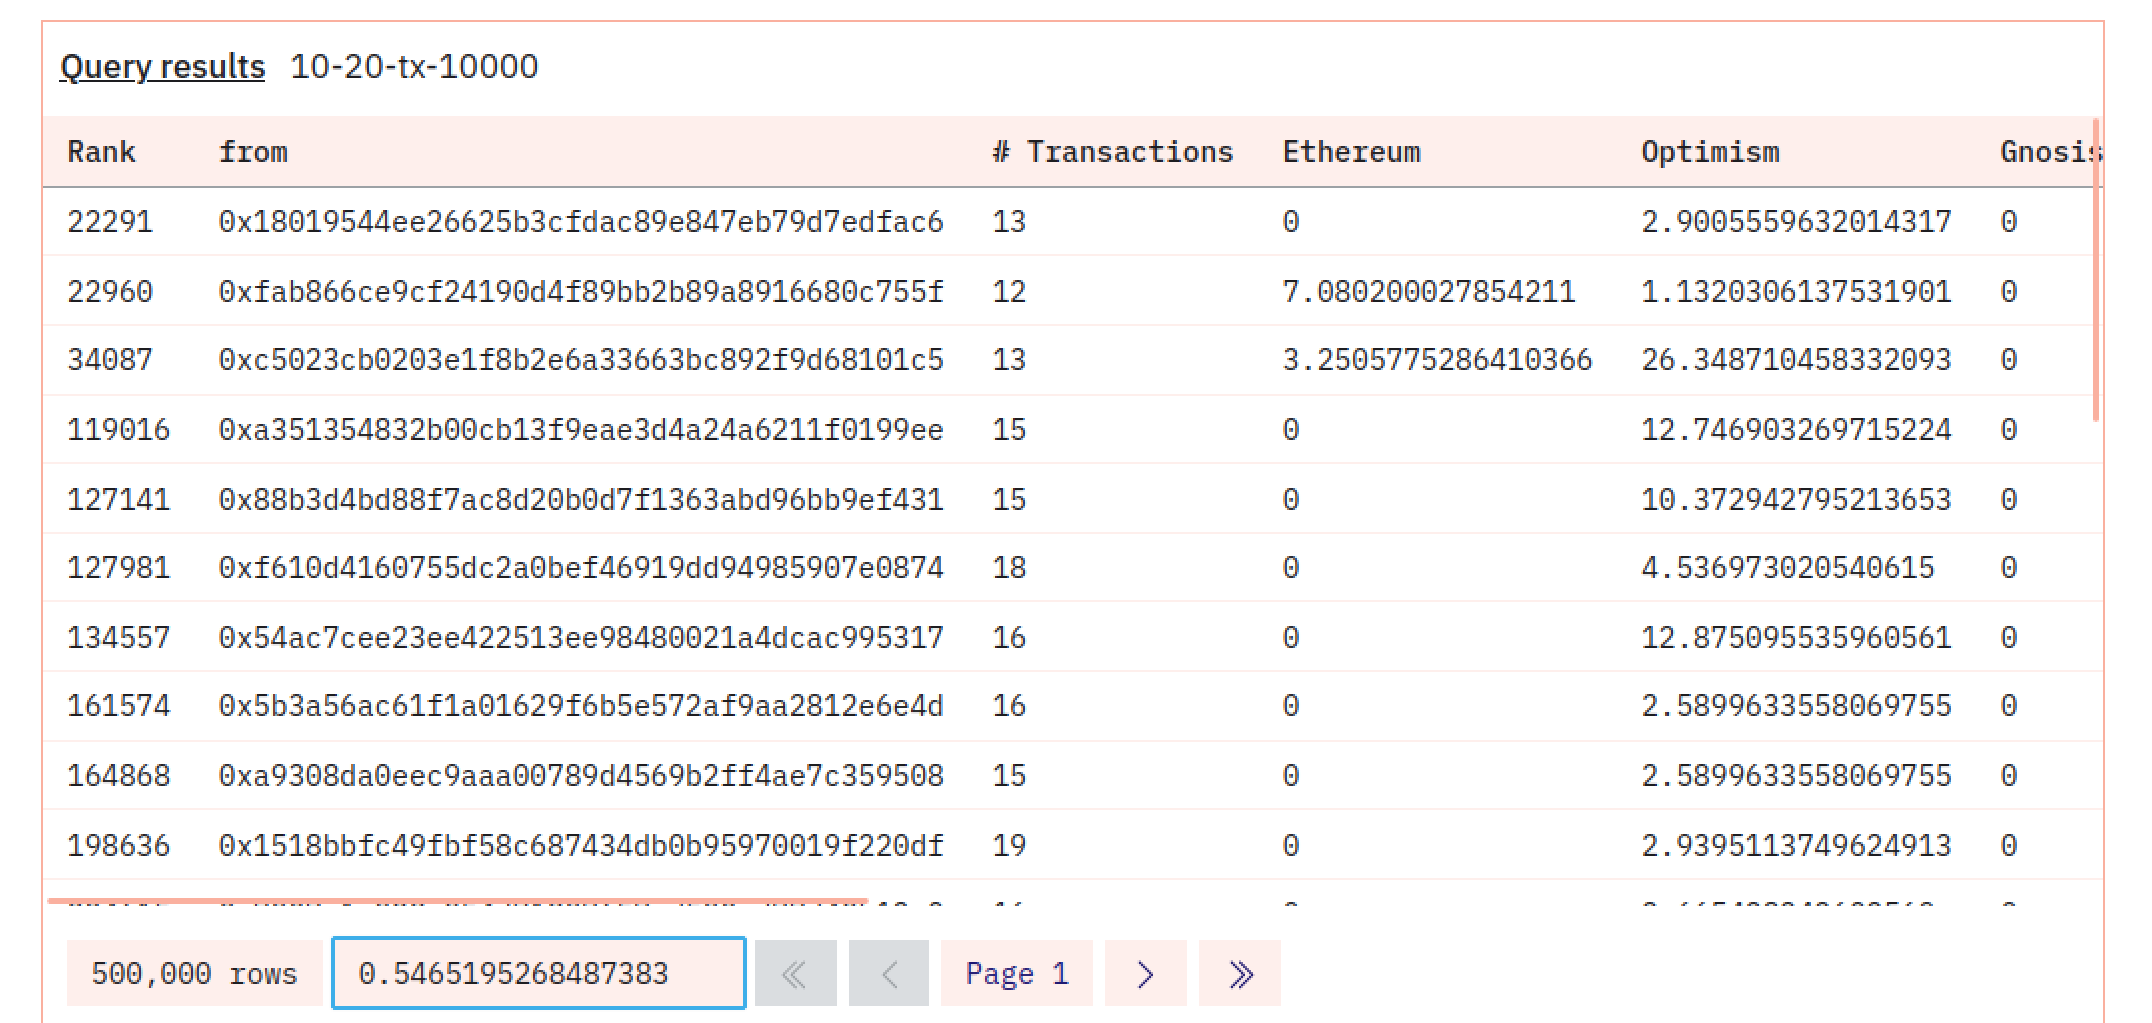 Query results 10-20-tx-10000
Rank from # Transactions Ethereum Optimism Gnosis
22291 0x18019544ee26625b3cfdac89e847eb79d7edfac6 13 0 2.9005559632014317 0
22960 0xfab866ce9cf24190d4f89bb2b89a8916680c755f 12 7.080200027854211 1.1320306137531901 0
34087 0xc5023cb0203e1f8b2e6a33663bc892f9d68101c5 13 3.2505775286410366 26.348710458332093 0
119016 0xa351354832b00cb13f9eae3d4a24a6211f0199ee 15 0 12.746903269715224 0
127141 0x88b3d4bd88f7ac8d20b0d7f1363abd96bb9ef431 15 0 10.372942795213653 0
127981 0xf610d4160755dc2a0bef46919dd94985907e0874 18 0 4.536973020540615 0
134557 0x54ac7cee23ee422513ee98480021a4dcac995317 16 0 12.875095535960561 0
161574 0x5b3a56ac61f1a01629f6b5e572af9aa2812e6e4d 16 0 2.5899633558069755 0
164868 0xa9308da0eec9aaa00789d4569b2ff4ae7c359508 15 0 2.5899633558069755 0
198636 0x1518bbfc49fbf58c687434db0b95970019f220df 19 0 2.9395113749624913 0
500,000 rows 0.5465195268487383 « < Page 1 > »